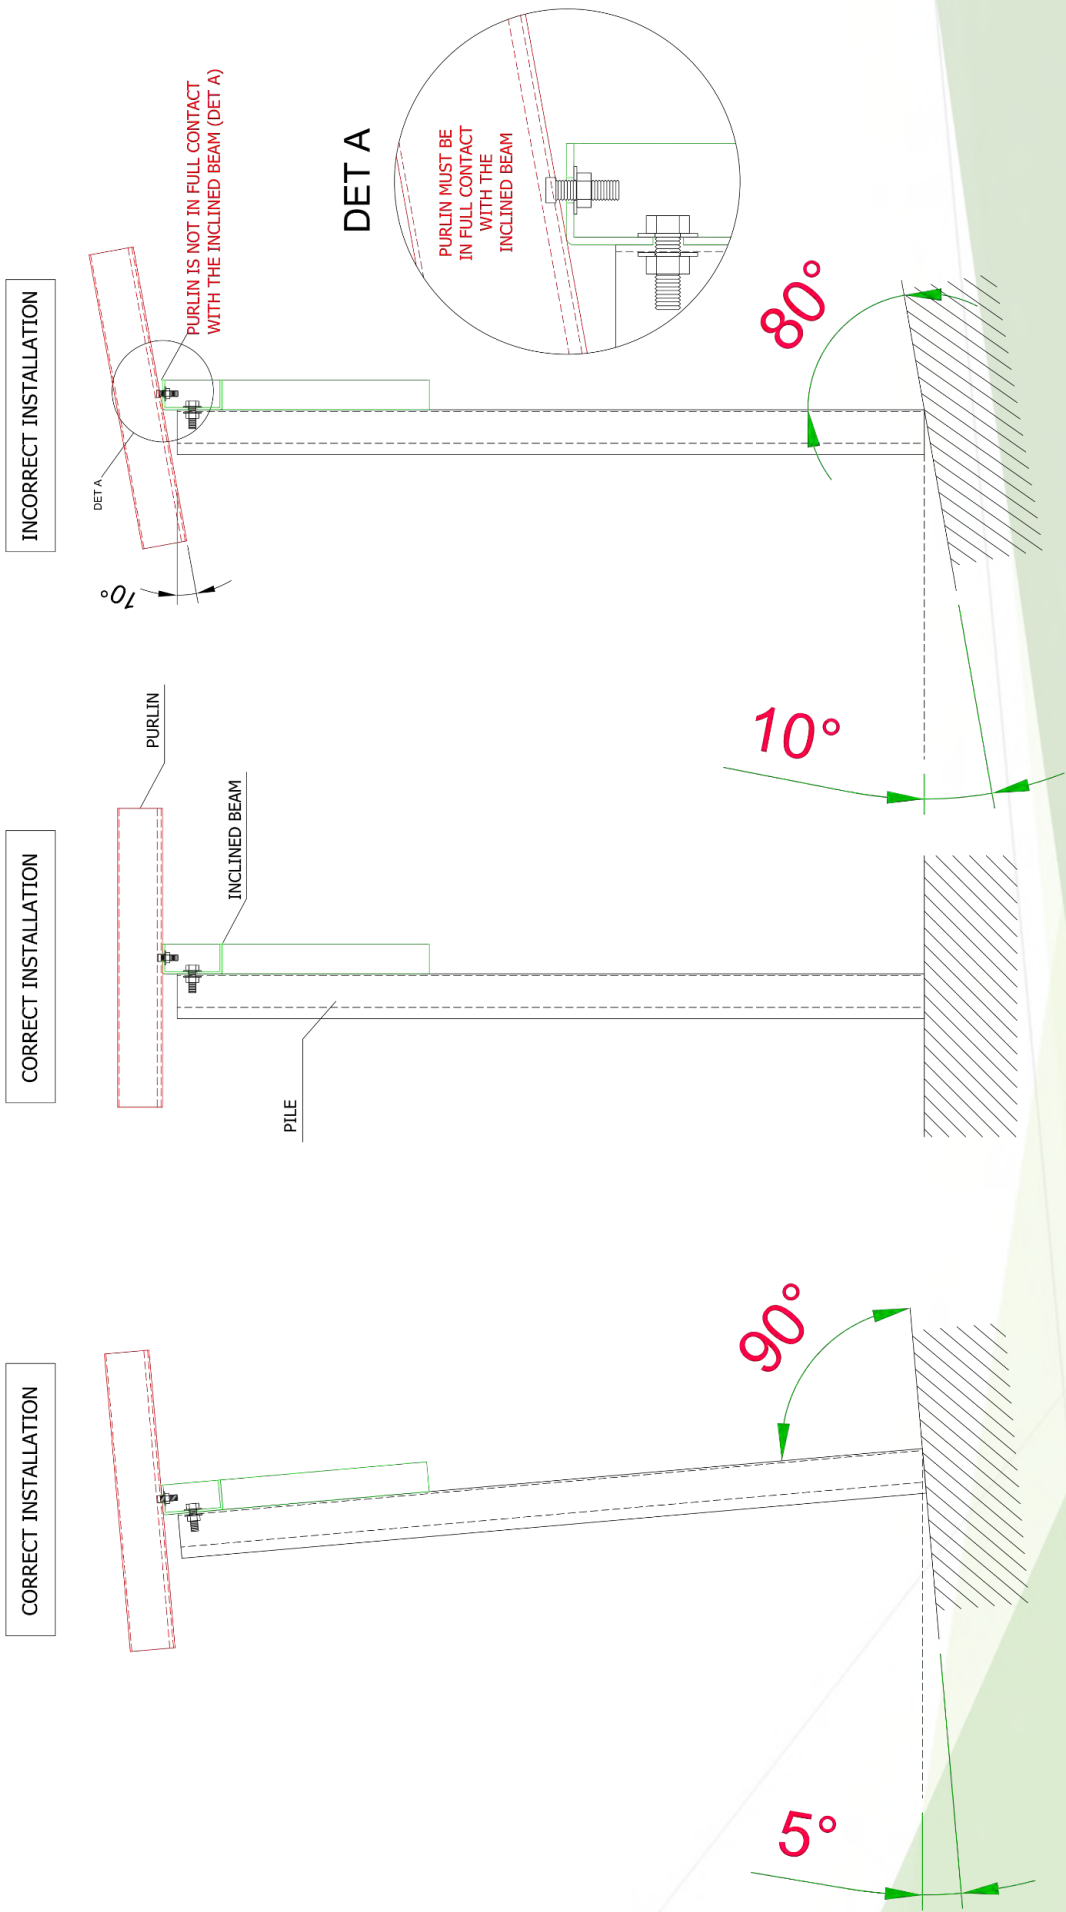 CORRECT INSTALLATION
5°
90°
CORRECT INSTALLATION
PURLIN
INCLINED BEAM
PILE
10°
INCORRECT INSTALLATION
DET A
10°
PURLIN IS NOT IN FULL CONTACT
WITH THE INCLINED BEAM (DET A)
80°
DET A
PURLIN MUST BE
IN FULL CONTACT
WITH THE
INCLINED BEAM